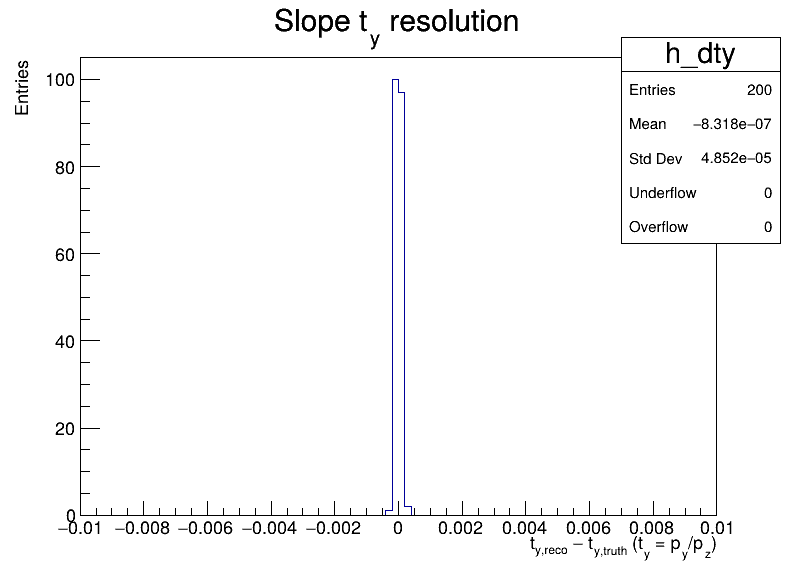 Slope t_y resolution
h_dty
Entries 200
Mean −8.318e−07
Std Dev 4.852e−05
Underflow 0
Overflow 0
Entries
100
80
60
40
20
0
−0.01 −0.008 −0.006 −0.004 −0.002 0 0.002 0.004 0.006 0.008 0.01
t_y,reco − t_y,truth (t_y = p_y/p_z)